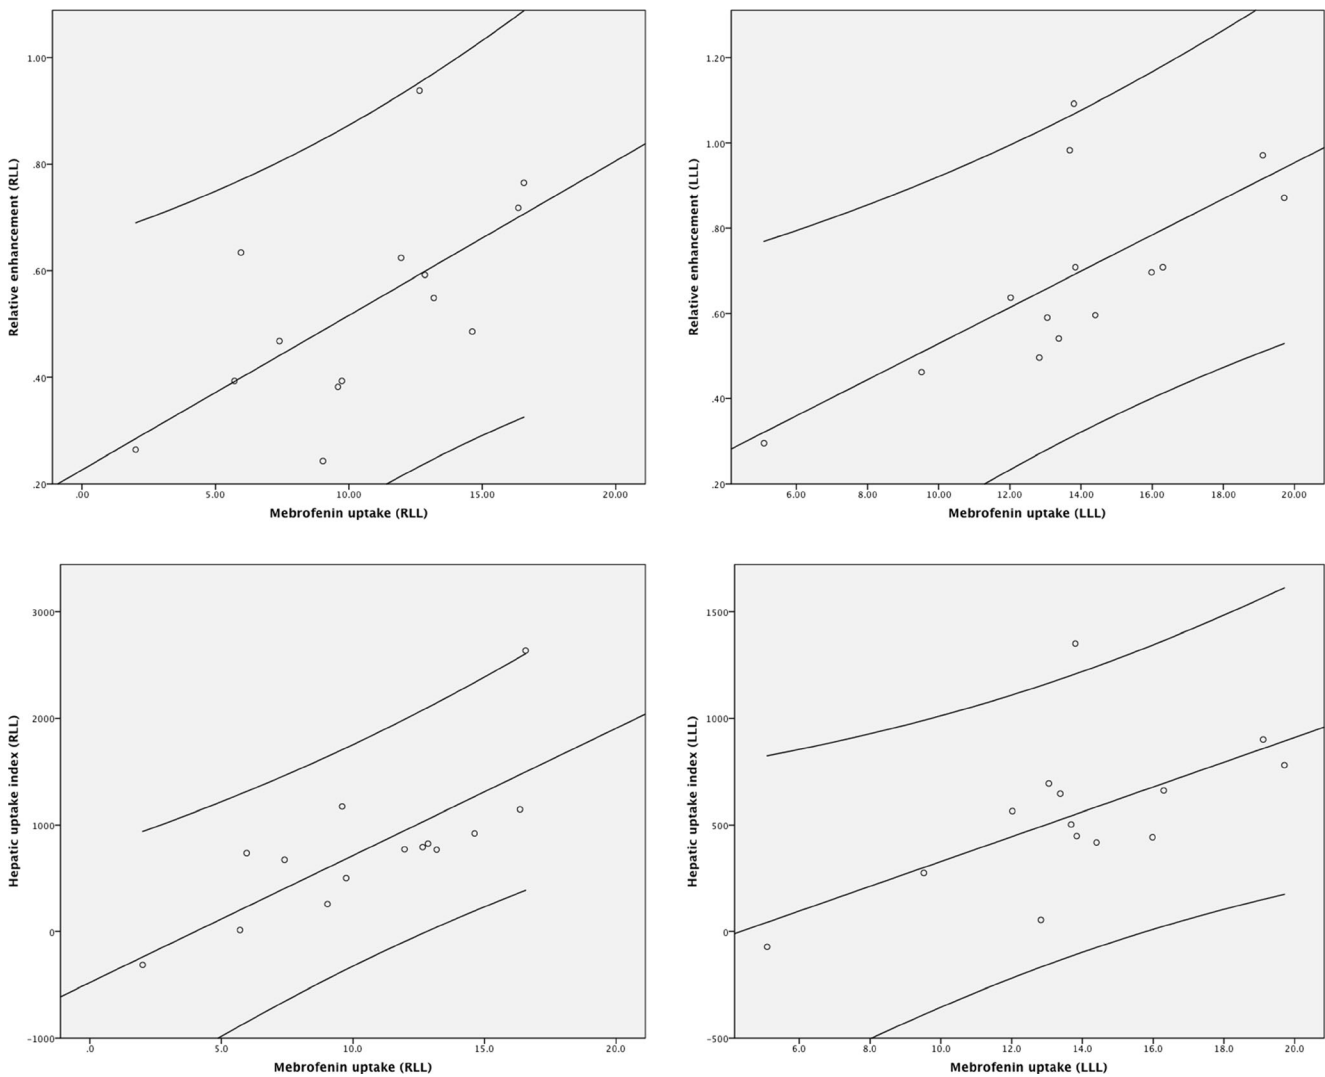 1.00
.80
.60
.40
.20
Relative enhancement (RLL)
.00 5.00 10.00 15.00 20.00
Mebrofenin uptake (RLL)
1.20
1.00
.80
.60
.40
.20
Relative enhancement (LLL)
6.00 8.00 10.00 12.00 14.00 16.00 18.00 20.00
Mebrofenin uptake (LLL)
3000
2000
1000
0
-1000
Hepatic uptake index (RLL)
.0 5.0 10.0 15.0 20.0
Mebrofenin uptake (RLL)
1500
1000
500
0
-500
Hepatic uptake index (LLL)
6.0 8.0 10.0 12.0 14.0 16.0 18.0 20.0
Mebrofenin uptake (LLL)